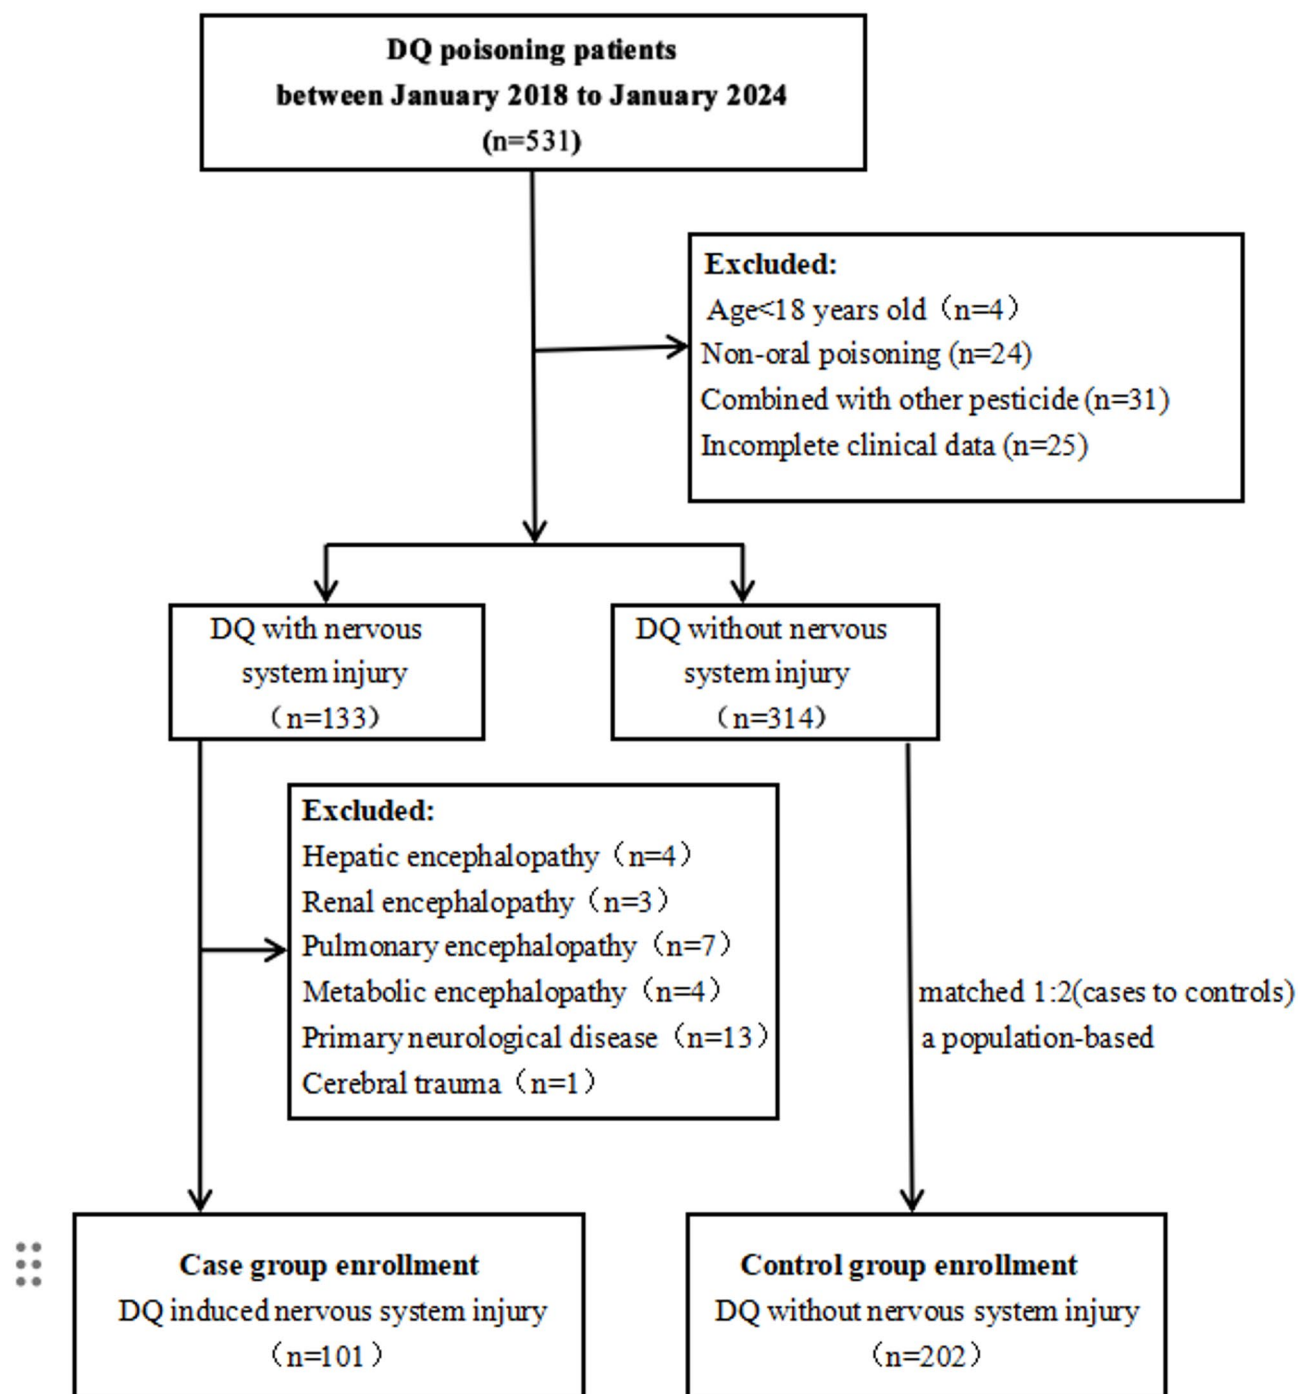 DQ poisoning patients
between January 2018 to January 2024
(n=531)
Excluded:
Age<18 years old（n=4）
Non-oral poisoning (n=24)
Combined with other pesticide (n=31)
Incomplete clinical data (n=25)
DQ with nervous
system injury
（n=133）
DQ without nervous
system injury
（n=314）
Excluded:
Hepatic encephalopathy（n=4）
Renal encephalopathy（n=3）
Pulmonary encephalopathy（n=7）
Metabolic encephalopathy（n=4）
Primary neurological disease（n=13）
Cerebral trauma（n=1）
matched 1:2(cases to controls)
a population-based
Case group enrollment
DQ induced nervous system injury
（n=101）
Control group enrollment
DQ without nervous system injury
（n=202）